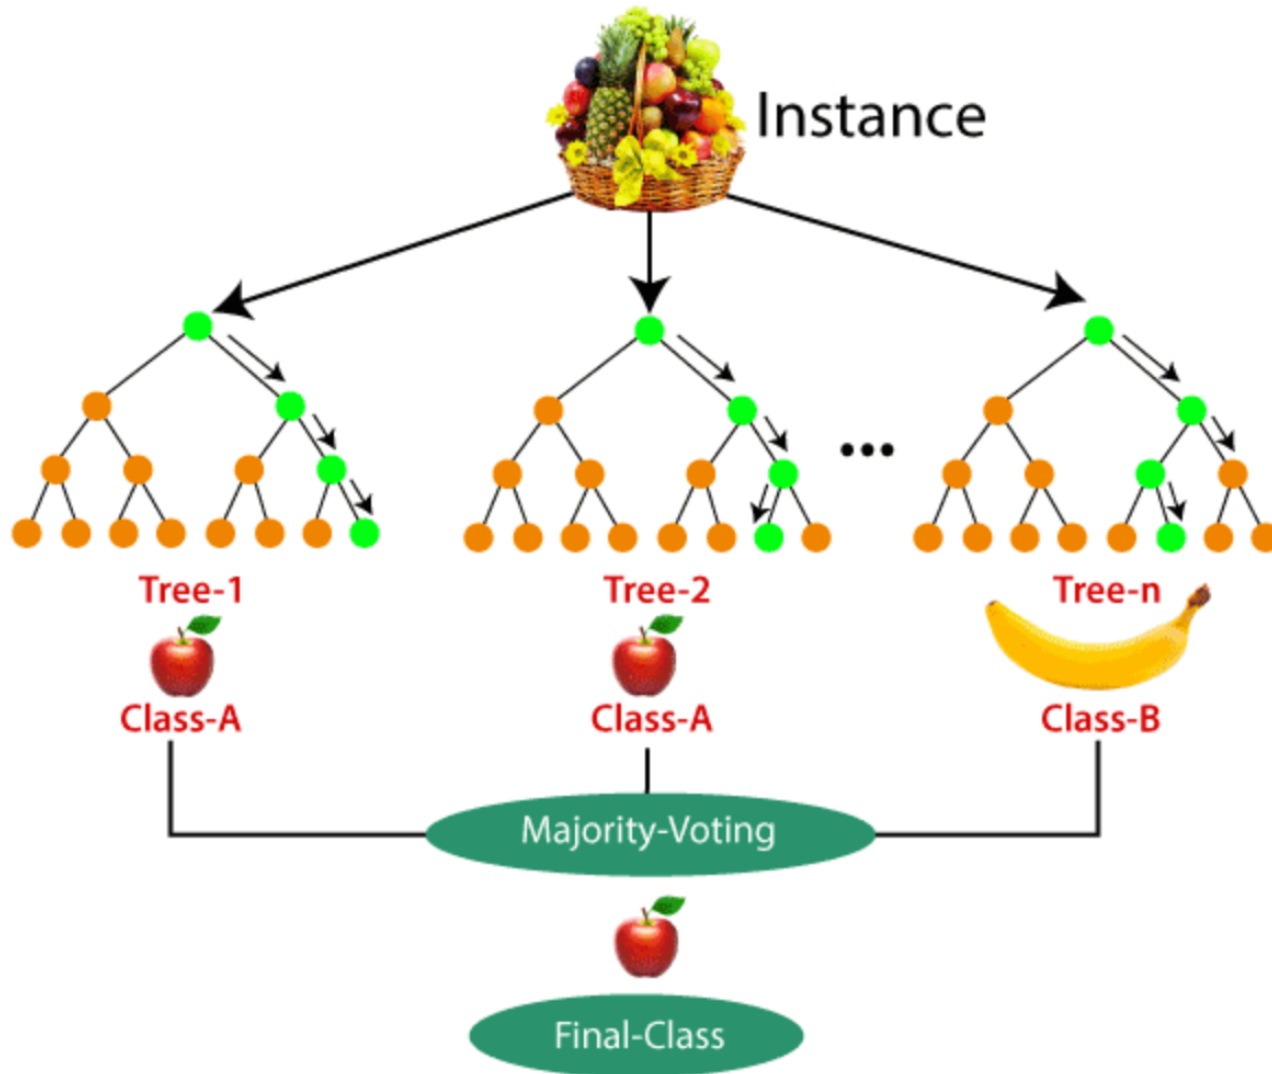 Instance
...
Tree-1
Tree-2
Tree-n
Class-A
Class-A
Class-B
Majority-Voting
Final-Class